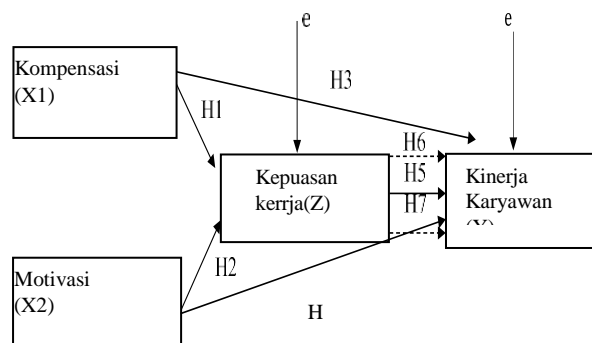 e
e
Kompensasi
(X1)
H3
H1
H6
Kepuasan
kerrja(Z)
H5
Kinerja
Karyawan
H7
H2
Motivasi
(X2)
H